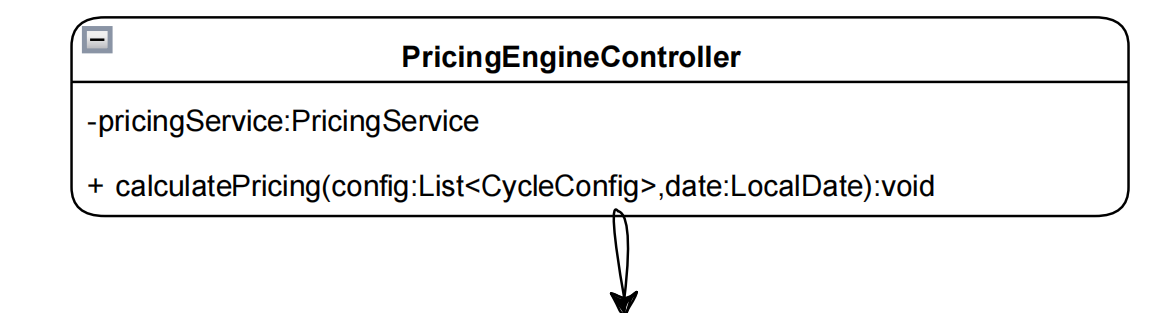 PricingEngineController
-pricingService:PricingService
+ calculatePricing(config:List<CycleConfig>,date:LocalDate):void